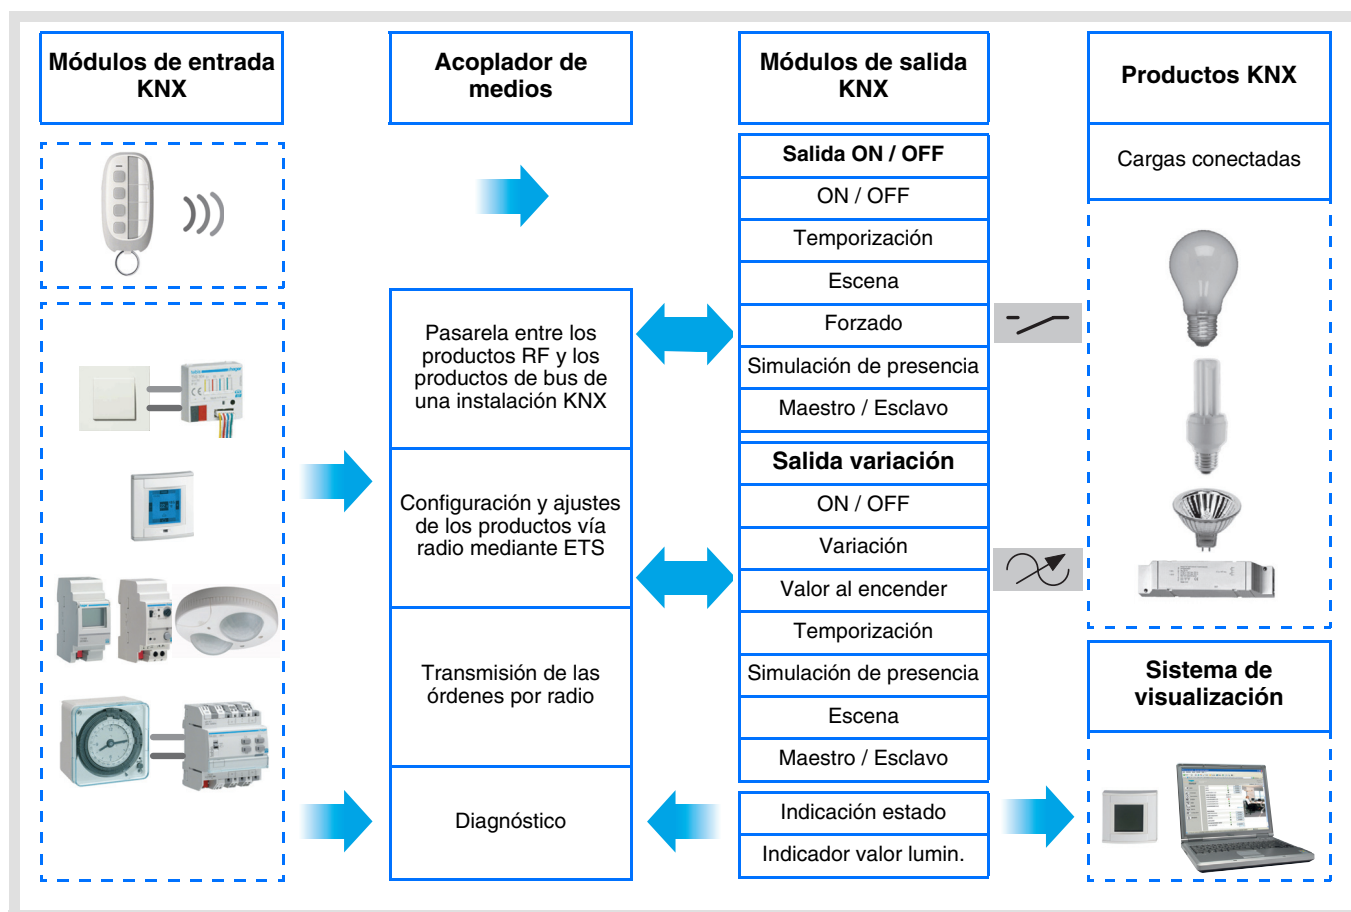 Módulos de entrada
KNX
Acoplador de
medios
Módulos de salida
KNX
Productos KNX
Salida ON / OFF
Cargas conectadas
ON / OFF
Temporización
Escena
Forzado
Simulación de presencia
Maestro / Esclavo
Pasarela entre los
productos RF y los
productos de bus de
una instalación KNX
Salida variación
ON / OFF
Variación
Valor al encender
Temporización
Simulación de presencia
Escena
Maestro / Esclavo
Configuración y ajustes
de los productos vía
radio mediante ETS
Transmisión de las
órdenes por radio
Sistema de
visualización
Diagnóstico
Indicación estado
Indicador valor lumin.